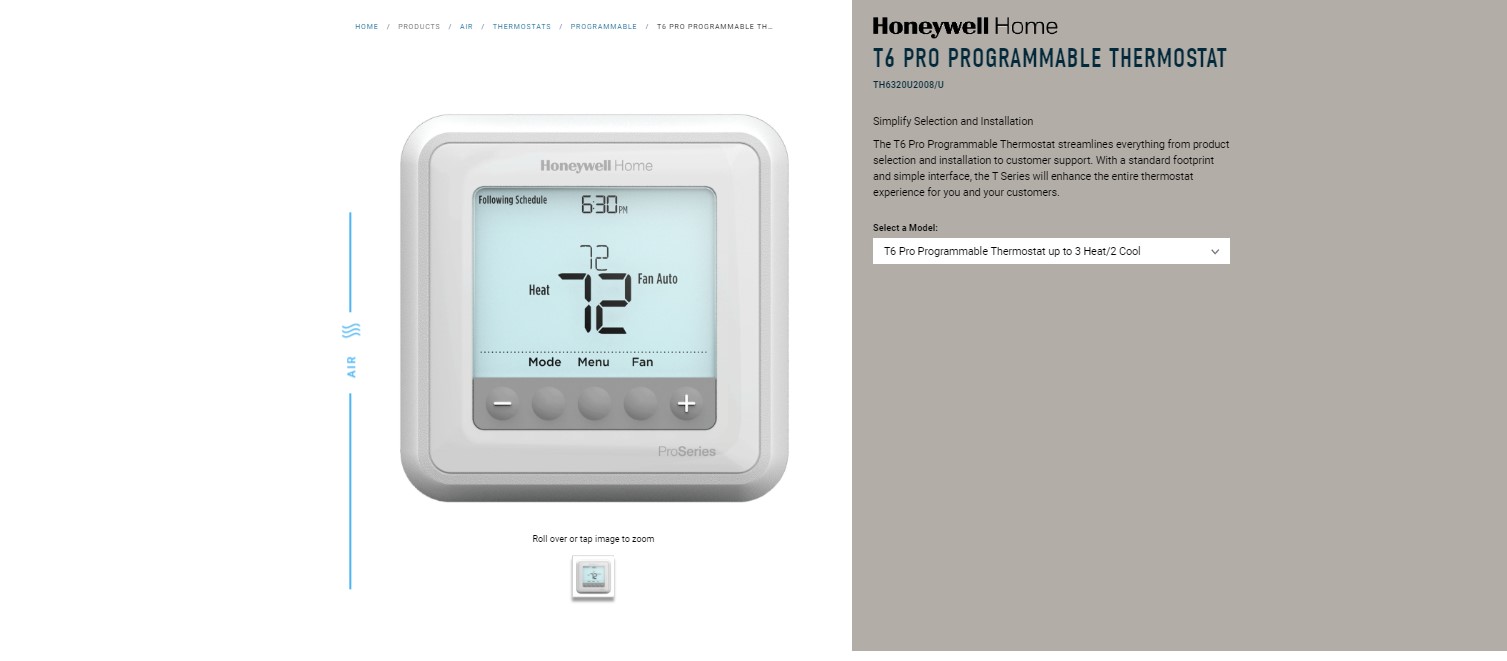 HOME / PRODUCTS / AIR / THERMOSTATS / PROGRAMMABLE / T6 PRO PROGRAMMABLE TH...
Honeywell Home
Following Schedule 6:30 PM
72
Heat 72 Fan Auto
Mode Menu Fan
− +
ProSeries
AIR
Roll over or tap image to zoom
Honeywell Home
T6 PRO PROGRAMMABLE THERMOSTAT
TH6320U2008/U
Simplify Selection and Installation
The T6 Pro Programmable Thermostat streamlines everything from product
selection and installation to customer support. With a standard footprint
and simple interface, the T Series will enhance the entire thermostat
experience for you and your customers.
Select a Model:
T6 Pro Programmable Thermostat up to 3 Heat/2 Cool